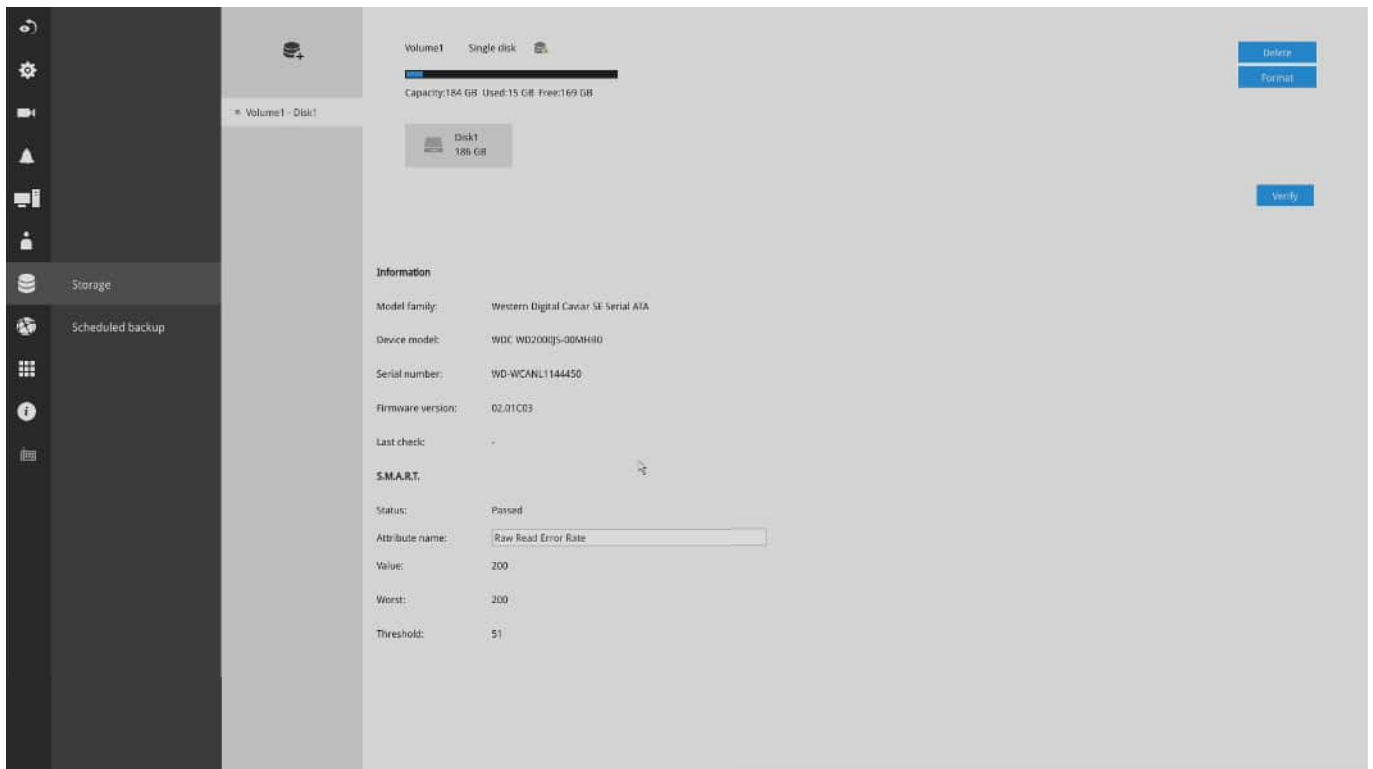 Volume1 Single disk
Delete
Format
Capacity:184 GB Used:15 GB Free:169 GB
Volume1 - Disk1
Disk1
186 GB
Verify
Storage
Scheduled backup
Information
Model family: Western Digital Caviar SE Serial ATA
Device model: WDC WD2000JS-00MHB0
Serial number: WD-WCANL1144450
Firmware version: 02.01C03
Last check: -
S.M.A.R.T.
Status: Passed
Attribute name: Raw Read Error Rate
Value: 200
Worst: 200
Threshold: 51